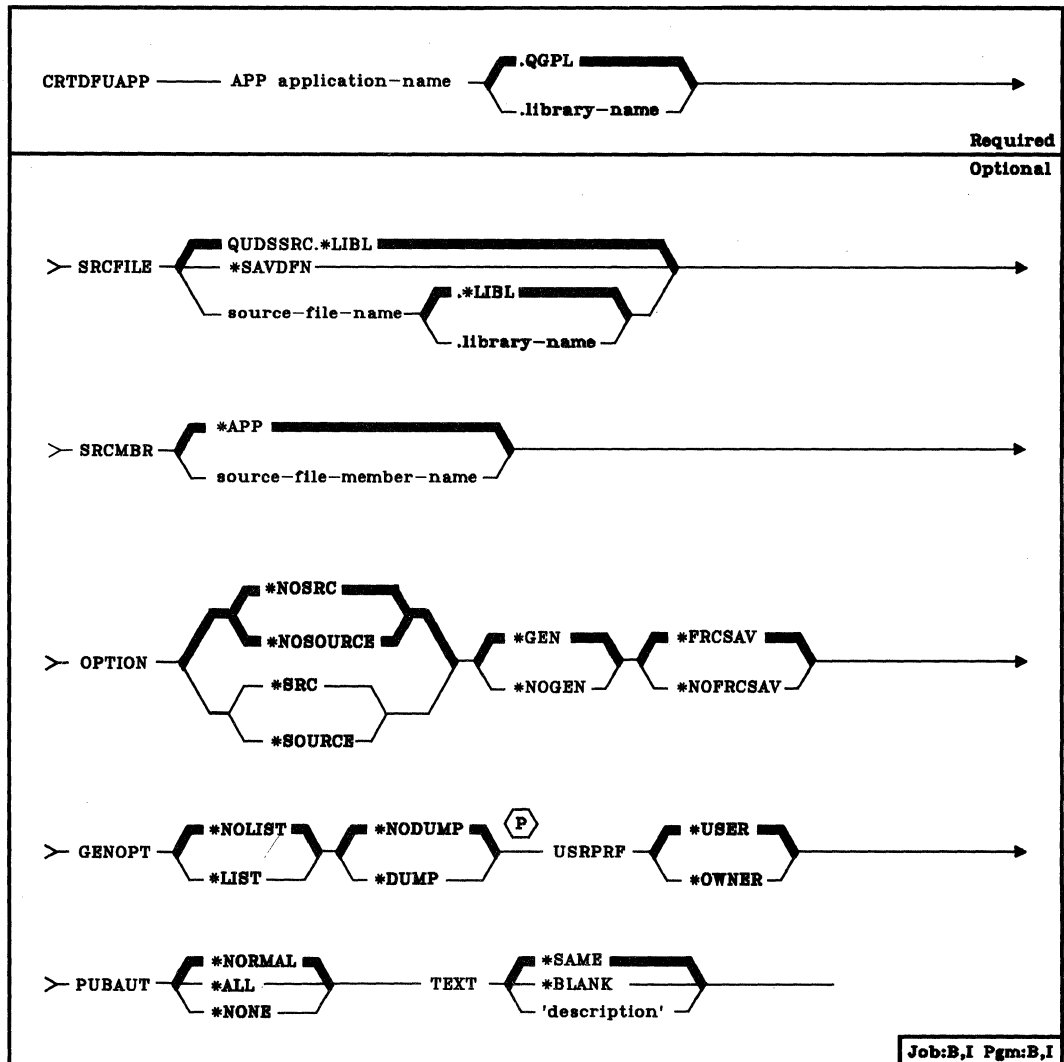 .QGPL
CRTDFUAPP APP application-name
.library-name
Required
Optional
QUDSSRC.*LIBL
SRCFILE *SAVDFN
.*LIBL
source-file-name
.library-name
*APP
SRCMBR
source-file-member-name
*NOSRC
*NOSOURCE *GEN *FRCSAV
OPTION
*SRC *NOGEN *NOFRCSAV
*SOURCE
P
*NOLIST *NODUMP *USER
GENOPT USRPRF
*LIST *DUMP *OWNER
*NORMAL *SAME
PUBAUT *ALL TEXT *BLANK
*NONE 'description'
Job:B,I Pgm:B,I